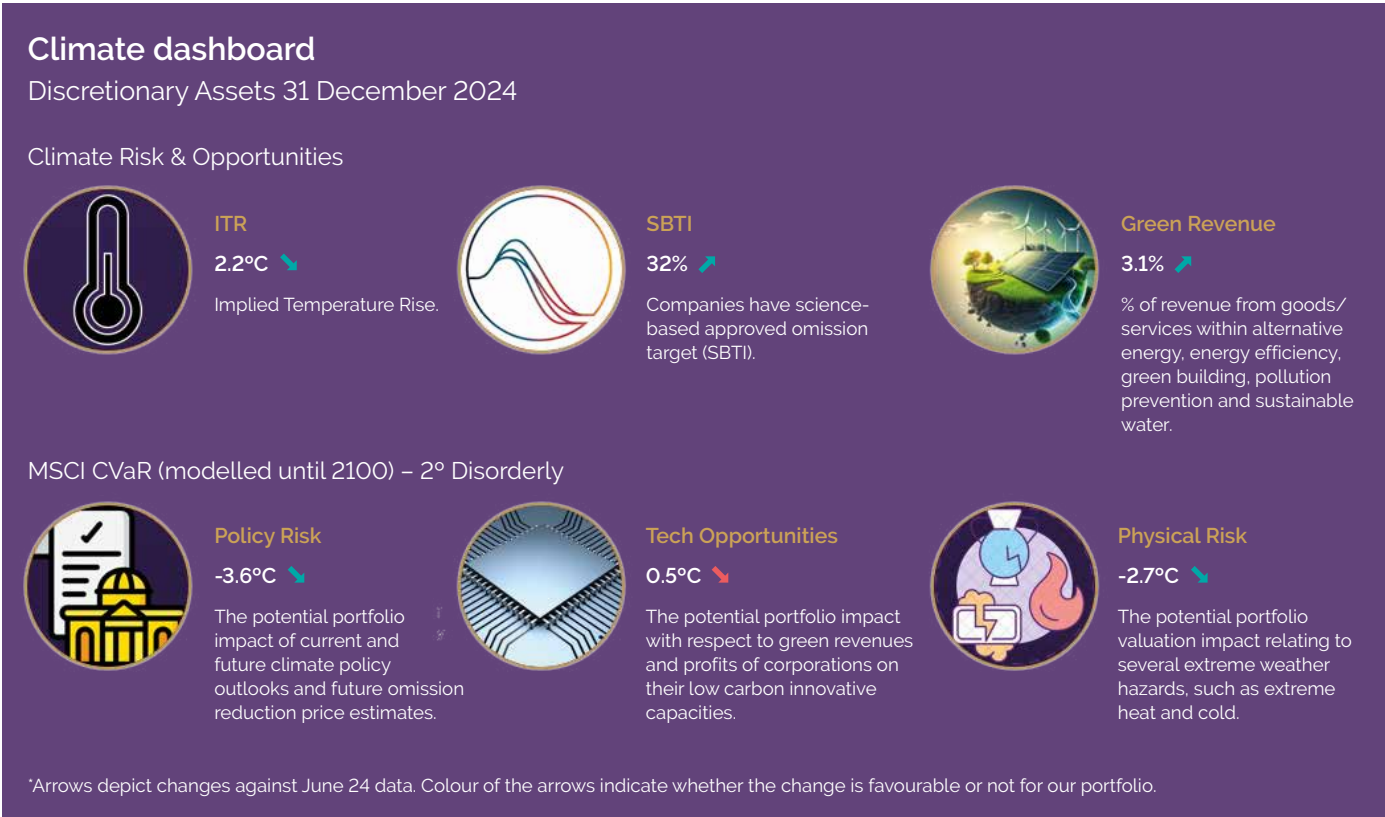 Climate dashboard
Discretionary Assets 31 December 2024
Climate Risk & Opportunities
ITR
2.2ºC
Implied Temperature Rise.
SBTI
32%
Companies have science-
based approved omission
target (SBTI).
Green Revenue
3.1%
% of revenue from goods/
services within alternative
energy, energy efficiency,
green building, pollution
prevention and sustainable
water.
MSCI CVaR (modelled until 2100) – 2º Disorderly
Policy Risk
-3.6ºC
The potential portfolio
impact of current and
future climate policy
outlooks and future omission
reduction price estimates.
Tech Opportunities
0.5ºC
The potential portfolio impact
with respect to green revenues
and profits of corporations on
their low carbon innovative
capacities.
Physical Risk
-2.7ºC
The potential portfolio
valuation impact relating to
several extreme weather
hazards, such as extreme
heat and cold.
*Arrows depict changes against June 24 data. Colour of the arrows indicate whether the change is favourable or not for our portfolio.